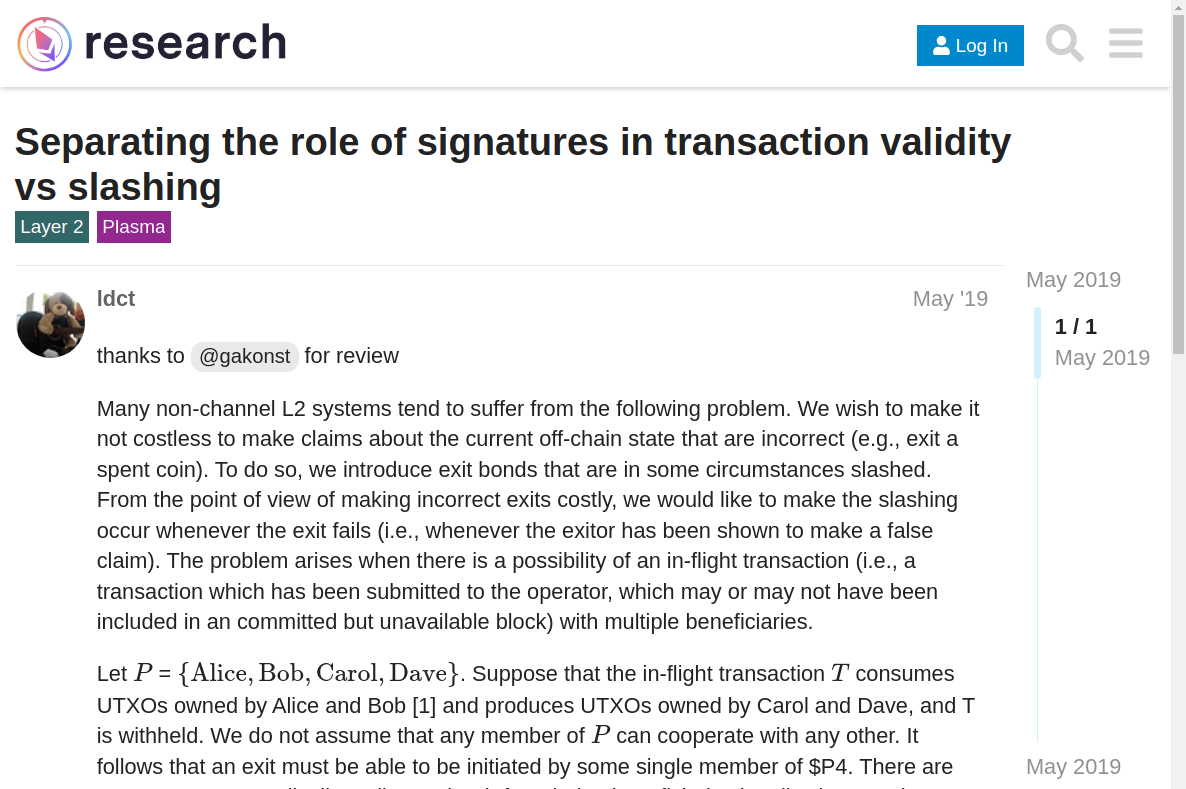 research
Log In
Separating the role of signatures in transaction validity
vs slashing
Layer 2 Plasma
May 2019
ldct May '19
1 / 1
May 2019
thanks to @gakonst for review
Many non-channel L2 systems tend to suffer from the following problem. We wish to make it
not costless to make claims about the current off-chain state that are incorrect (e.g., exit a
spent coin). To do so, we introduce exit bonds that are in some circumstances slashed.
From the point of view of making incorrect exits costly, we would like to make the slashing
occur whenever the exit fails (i.e., whenever the exitor has been shown to make a false
claim). The problem arises when there is a possibility of an in-flight transaction (i.e., a
transaction which has been submitted to the operator, which may or may not have been
included in an committed but unavailable block) with multiple beneficiaries.
Let P = {Alice, Bob, Carol, Dave}. Suppose that the in-flight transaction T consumes
UTXOs owned by Alice and Bob [1] and produces UTXOs owned by Carol and Dave, and T
is withheld. We do not assume that any member of P can cooperate with any other. It
follows that an exit must be able to be initiated by some single member of $P4. There are
May 2019